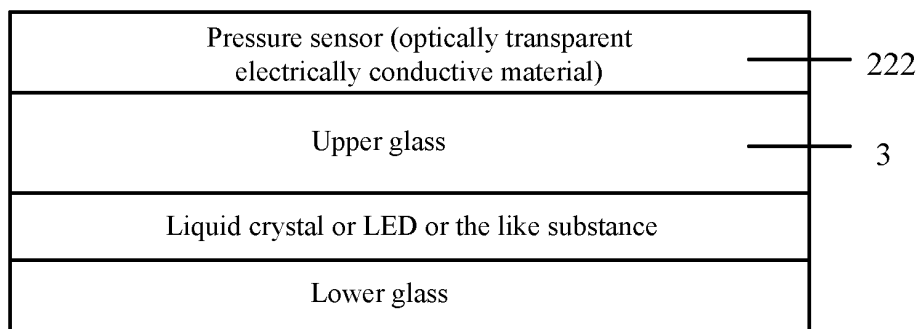 Pressure sensor (optically transparent
electrically conductive material)
222
Upper glass
3
Liquid crystal or LED or the like substance
Lower glass